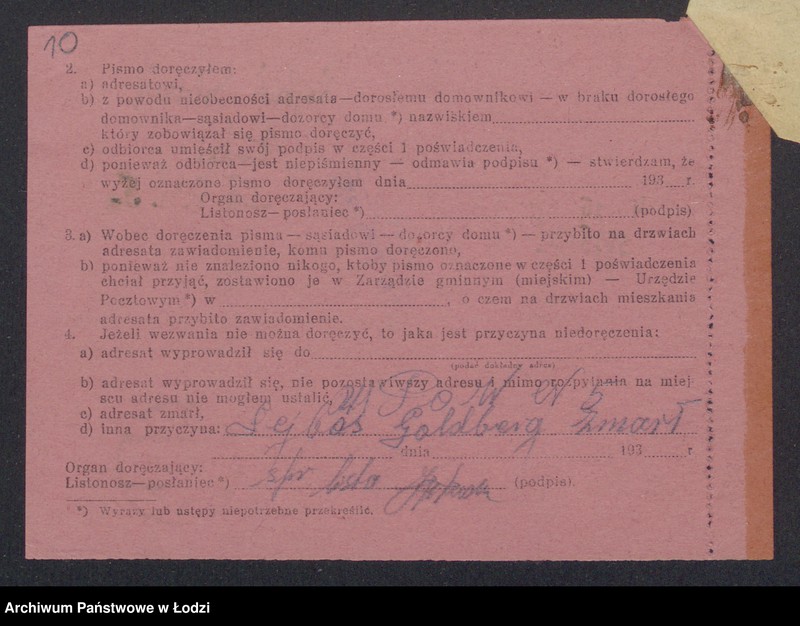 10
2. Pismo doręczyłem:
a) adresatowi,
b) z powodu nieobecności adresata—dorosłemu domownikowi — w braku dorosłego
domownika—sąsiadowi—dozorcy domu *) nazwiskiem
który zobowiązał się pismo doręczyć,
c) odbiorca umieścił swój podpis w części 1 poświadczenia,
d) ponieważ odbiorca—jest niepiśmienny — odmawia podpisu *) — stwierdzam, że
wyżej oznaczone pismo doręczyłem dnia 193 r.
Organ doręczający:
Listonosz—posłaniec *) (podpis)
3. a) Wobec doręczenia pisma — sąsiadowi — dozorcy domu *) — przybito na drzwiach
adresata zawiadomienie, komu pismo doręczono,
b) ponieważ nie znaleziono nikogo, ktoby pismo oznaczone w części 1 poświadczenia
chciał przyjąć, zostawiono je w Zarządzie gminnym (miejskim) — Urzędzie
Pocztowym *) w , o czem na drzwiach mieszkania
adresata przybito zawiadomienie.
4. Jeżeli wezwania nie można doręczyć, to jaka jest przyczyna niedoręczenia:
a) adresat wyprowadził się do
(podać dokładny adres)
b) adresat wyprowadził się, nie pozostawiwszy adresu i mimo rozpytania na miej-
scu adresu nie mogłem ustalić,
c) adresat zmarł,
d) inna przyczyna: Lejbaś Goldberg zmarł
dnia 193 r
Organ doręczający:
Listonosz—posłaniec *) (podpis).
*) Wyrazy lub ustępy niepotrzebne przekreślić.
Archiwum Państwowe w Łodzi